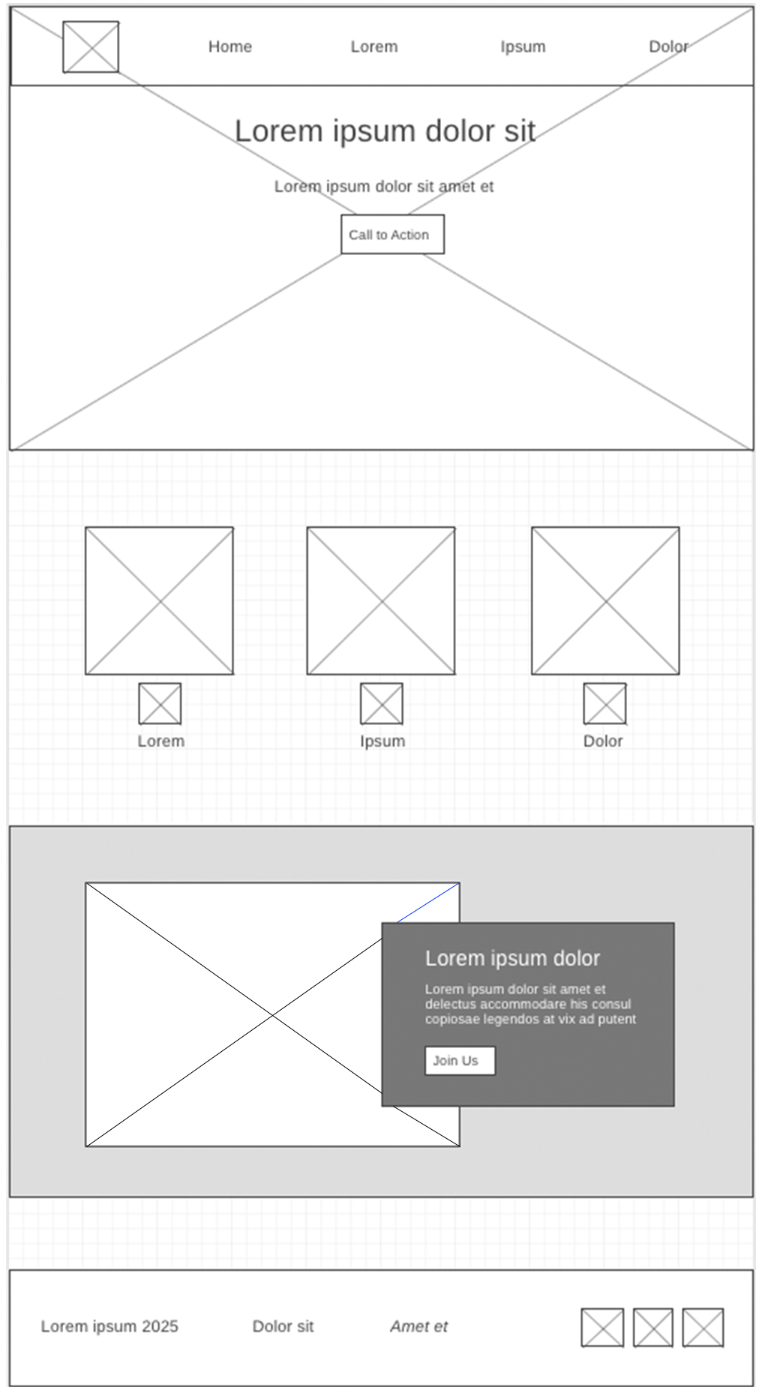 Home
Lorem
Ipsum
Dolor
Lorem ipsum dolor sit
Lorem ipsum dolor sit amet et
Call to Action
Lorem
Ipsum
Dolor
Lorem ipsum dolor
Lorem ipsum dolor sit amet et
delectus accommodare his consul
copiosae legendos at vix ad putent
Join Us
Lorem ipsum 2025
Dolor sit
Amet et